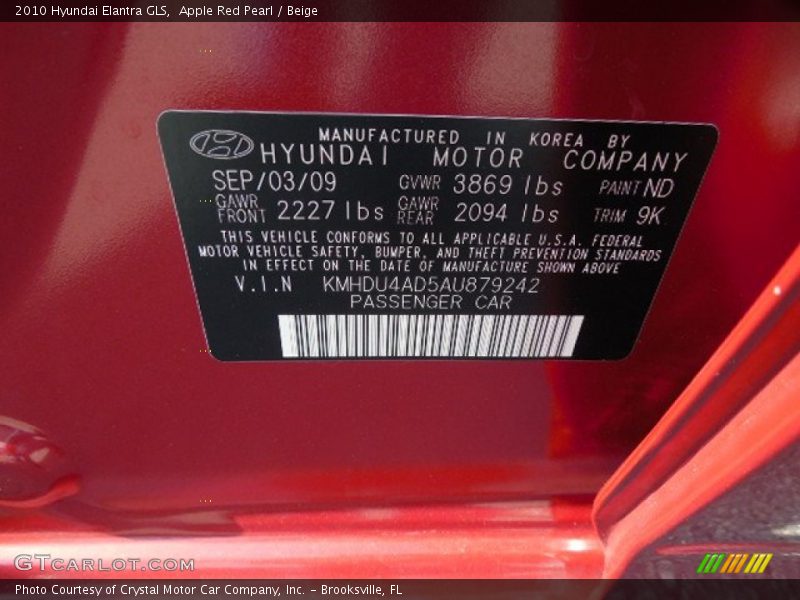 2010 Hyundai Elantra GLS, Apple Red Pearl / Beige
MANUFACTURED IN KOREA BY
HYUNDAI MOTOR COMPANY
SEP/03/09 GVWR 3869 lbs PAINT ND
GAWR FRONT 2227 lbs GAWR REAR 2094 lbs TRIM 9K
THIS VEHICLE CONFORMS TO ALL APPLICABLE U.S.A. FEDERAL
MOTOR VEHICLE SAFETY, BUMPER, AND THEFT PREVENTION STANDARDS
IN EFFECT ON THE DATE OF MANUFACTURE SHOWN ABOVE
V.I.N KMHDU4AD5AU879242
PASSENGER CAR
GTCARLOT.COM
Photo Courtesy of Crystal Motor Car Company, Inc. – Brooksville, FL